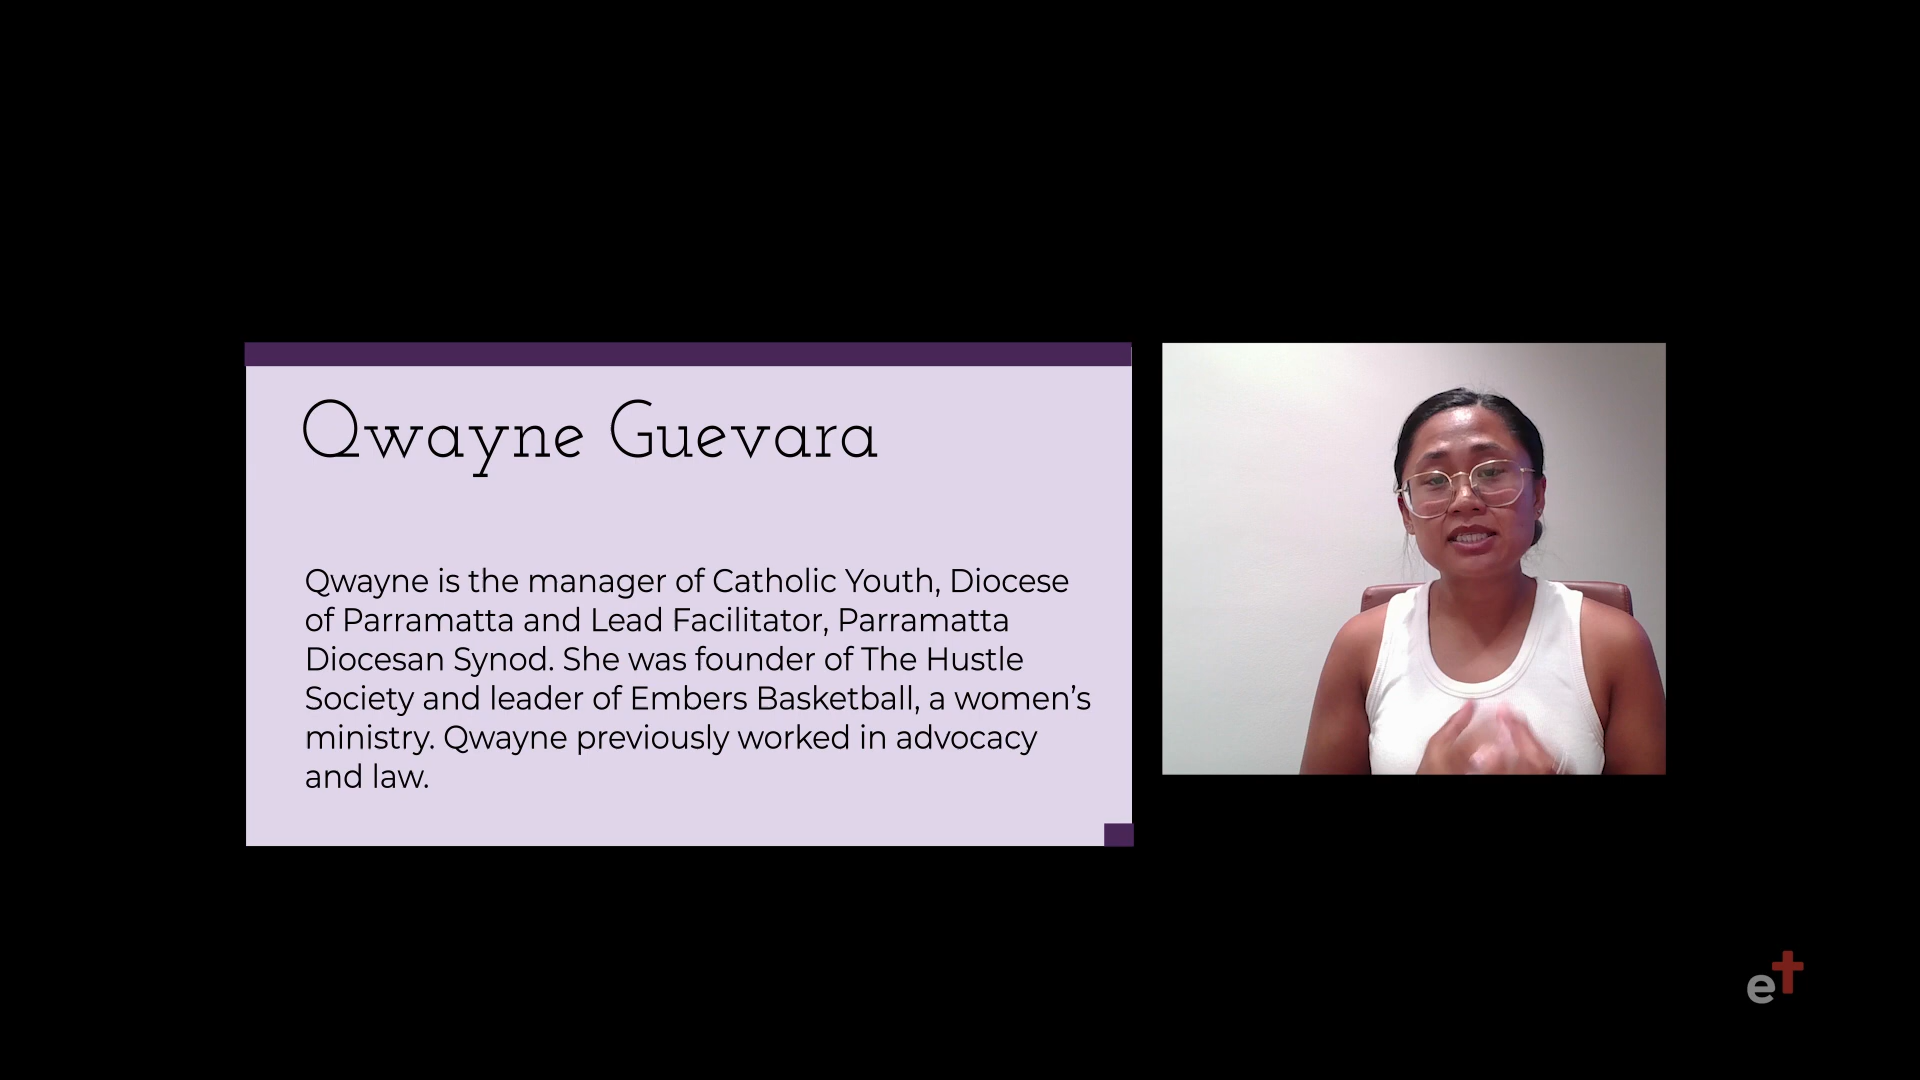 Qwayne Guevara
Qwayne is the manager of Catholic Youth, Diocese
of Parramatta and Lead Facilitator, Parramatta
Diocesan Synod. She was founder of The Hustle
Society and leader of Embers Basketball, a women’s
ministry. Qwayne previously worked in advocacy
and law.
et